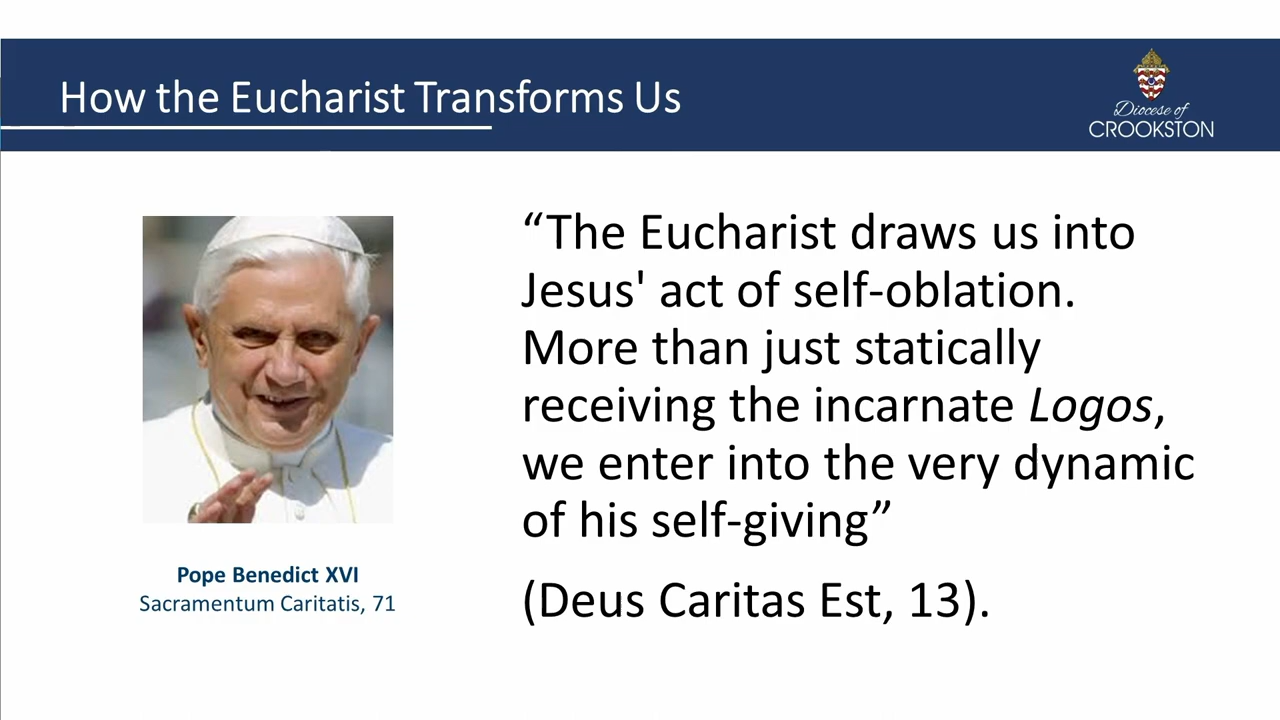 How the Eucharist Transforms Us
Diocese of
CROOKSTON
“The Eucharist draws us into
Jesus' act of self-oblation.
More than just statically
receiving the incarnate Logos,
we enter into the very dynamic
of his self-giving”
(Deus Caritas Est, 13).
Pope Benedict XVI
Sacramentum Caritatis, 71